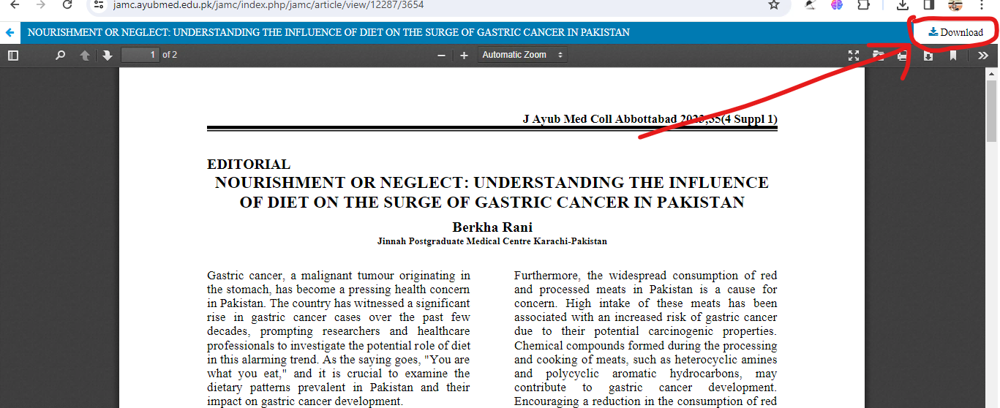 jamc.ayubmed.edu.pk/jamc/index.php/jamc/article/view/12287/3654
NOURISHMENT OR NEGLECT: UNDERSTANDING THE INFLUENCE OF DIET ON THE SURGE OF GASTRIC CANCER IN PAKISTAN
Download
1 of 2
Automatic Zoom
J Ayub Med Coll Abbottabad 2023;35(4 Suppl 1)
EDITORIAL
NOURISHMENT OR NEGLECT: UNDERSTANDING THE INFLUENCE
OF DIET ON THE SURGE OF GASTRIC CANCER IN PAKISTAN
Berkha Rani
Jinnah Postgraduate Medical Centre Karachi-Pakistan
Gastric cancer, a malignant tumour originating in
the stomach, has become a pressing health concern
in Pakistan. The country has witnessed a significant
rise in gastric cancer cases over the past few
decades, prompting researchers and healthcare
professionals to investigate the potential role of diet
in this alarming trend. As the saying goes, "You are
what you eat," and it is crucial to examine the
dietary patterns prevalent in Pakistan and their
impact on gastric cancer development.
Furthermore, the widespread consumption of red
and processed meats in Pakistan is a cause for
concern. High intake of these meats has been
associated with an increased risk of gastric cancer
due to their potential carcinogenic properties.
Chemical compounds formed during the processing
and cooking of meats, such as heterocyclic amines
and polycyclic aromatic hydrocarbons, may
contribute to gastric cancer development.
Encouraging a reduction in the consumption of red